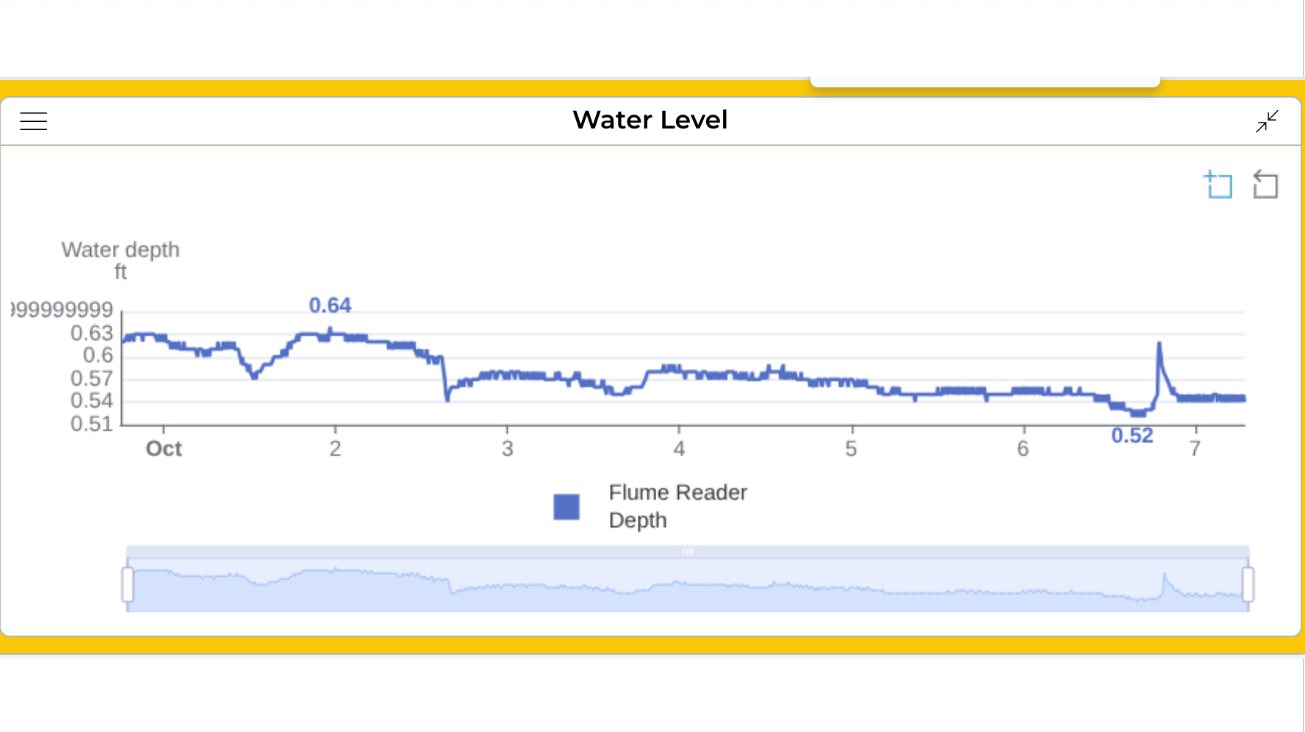 Water Level
Water depth
ft
999999999
0.64
0.63
0.6
0.57
0.54
0.51
0.52
Oct 2 3 4 5 6 7
Flume Reader
Depth